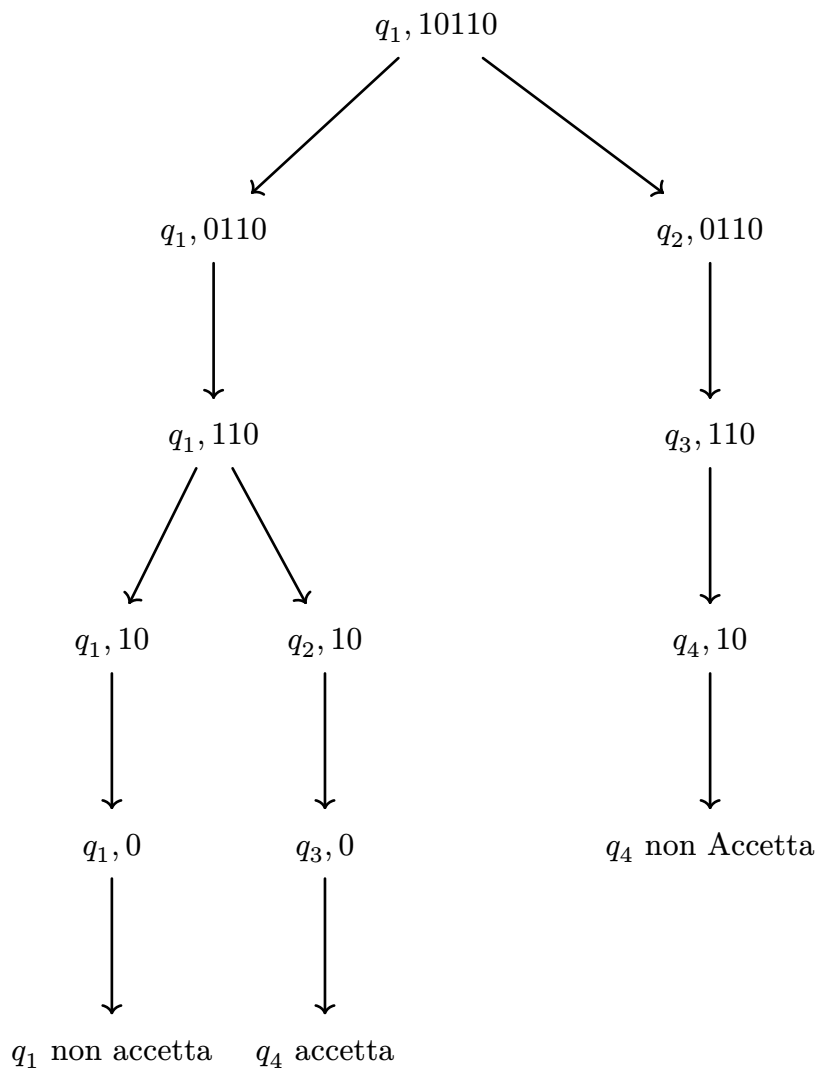 q₁, 10110
q₁, 0110
q₂, 0110
q₁, 110
q₃, 110
q₁, 10
q₂, 10
q₄, 10
q₁, 0
q₃, 0
q₄ non Accetta
q₁ non accetta
q₄ accetta